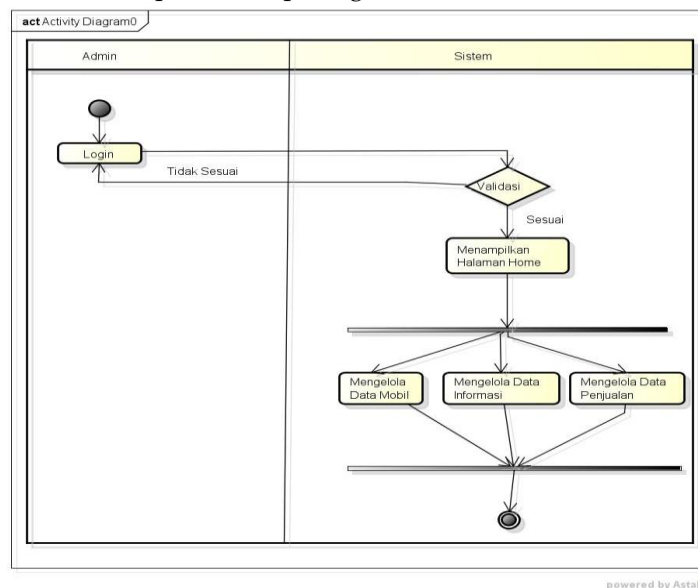 act Activity Diagram0
Admin
Sistem
Login
Tidak Sesuai
Validasi
Sesuai
Menampilkan
Halaman Home
Mengelola
Data Mobil
Mengelola Data
Informasi
Mengelola Data
Penjualan
powered by